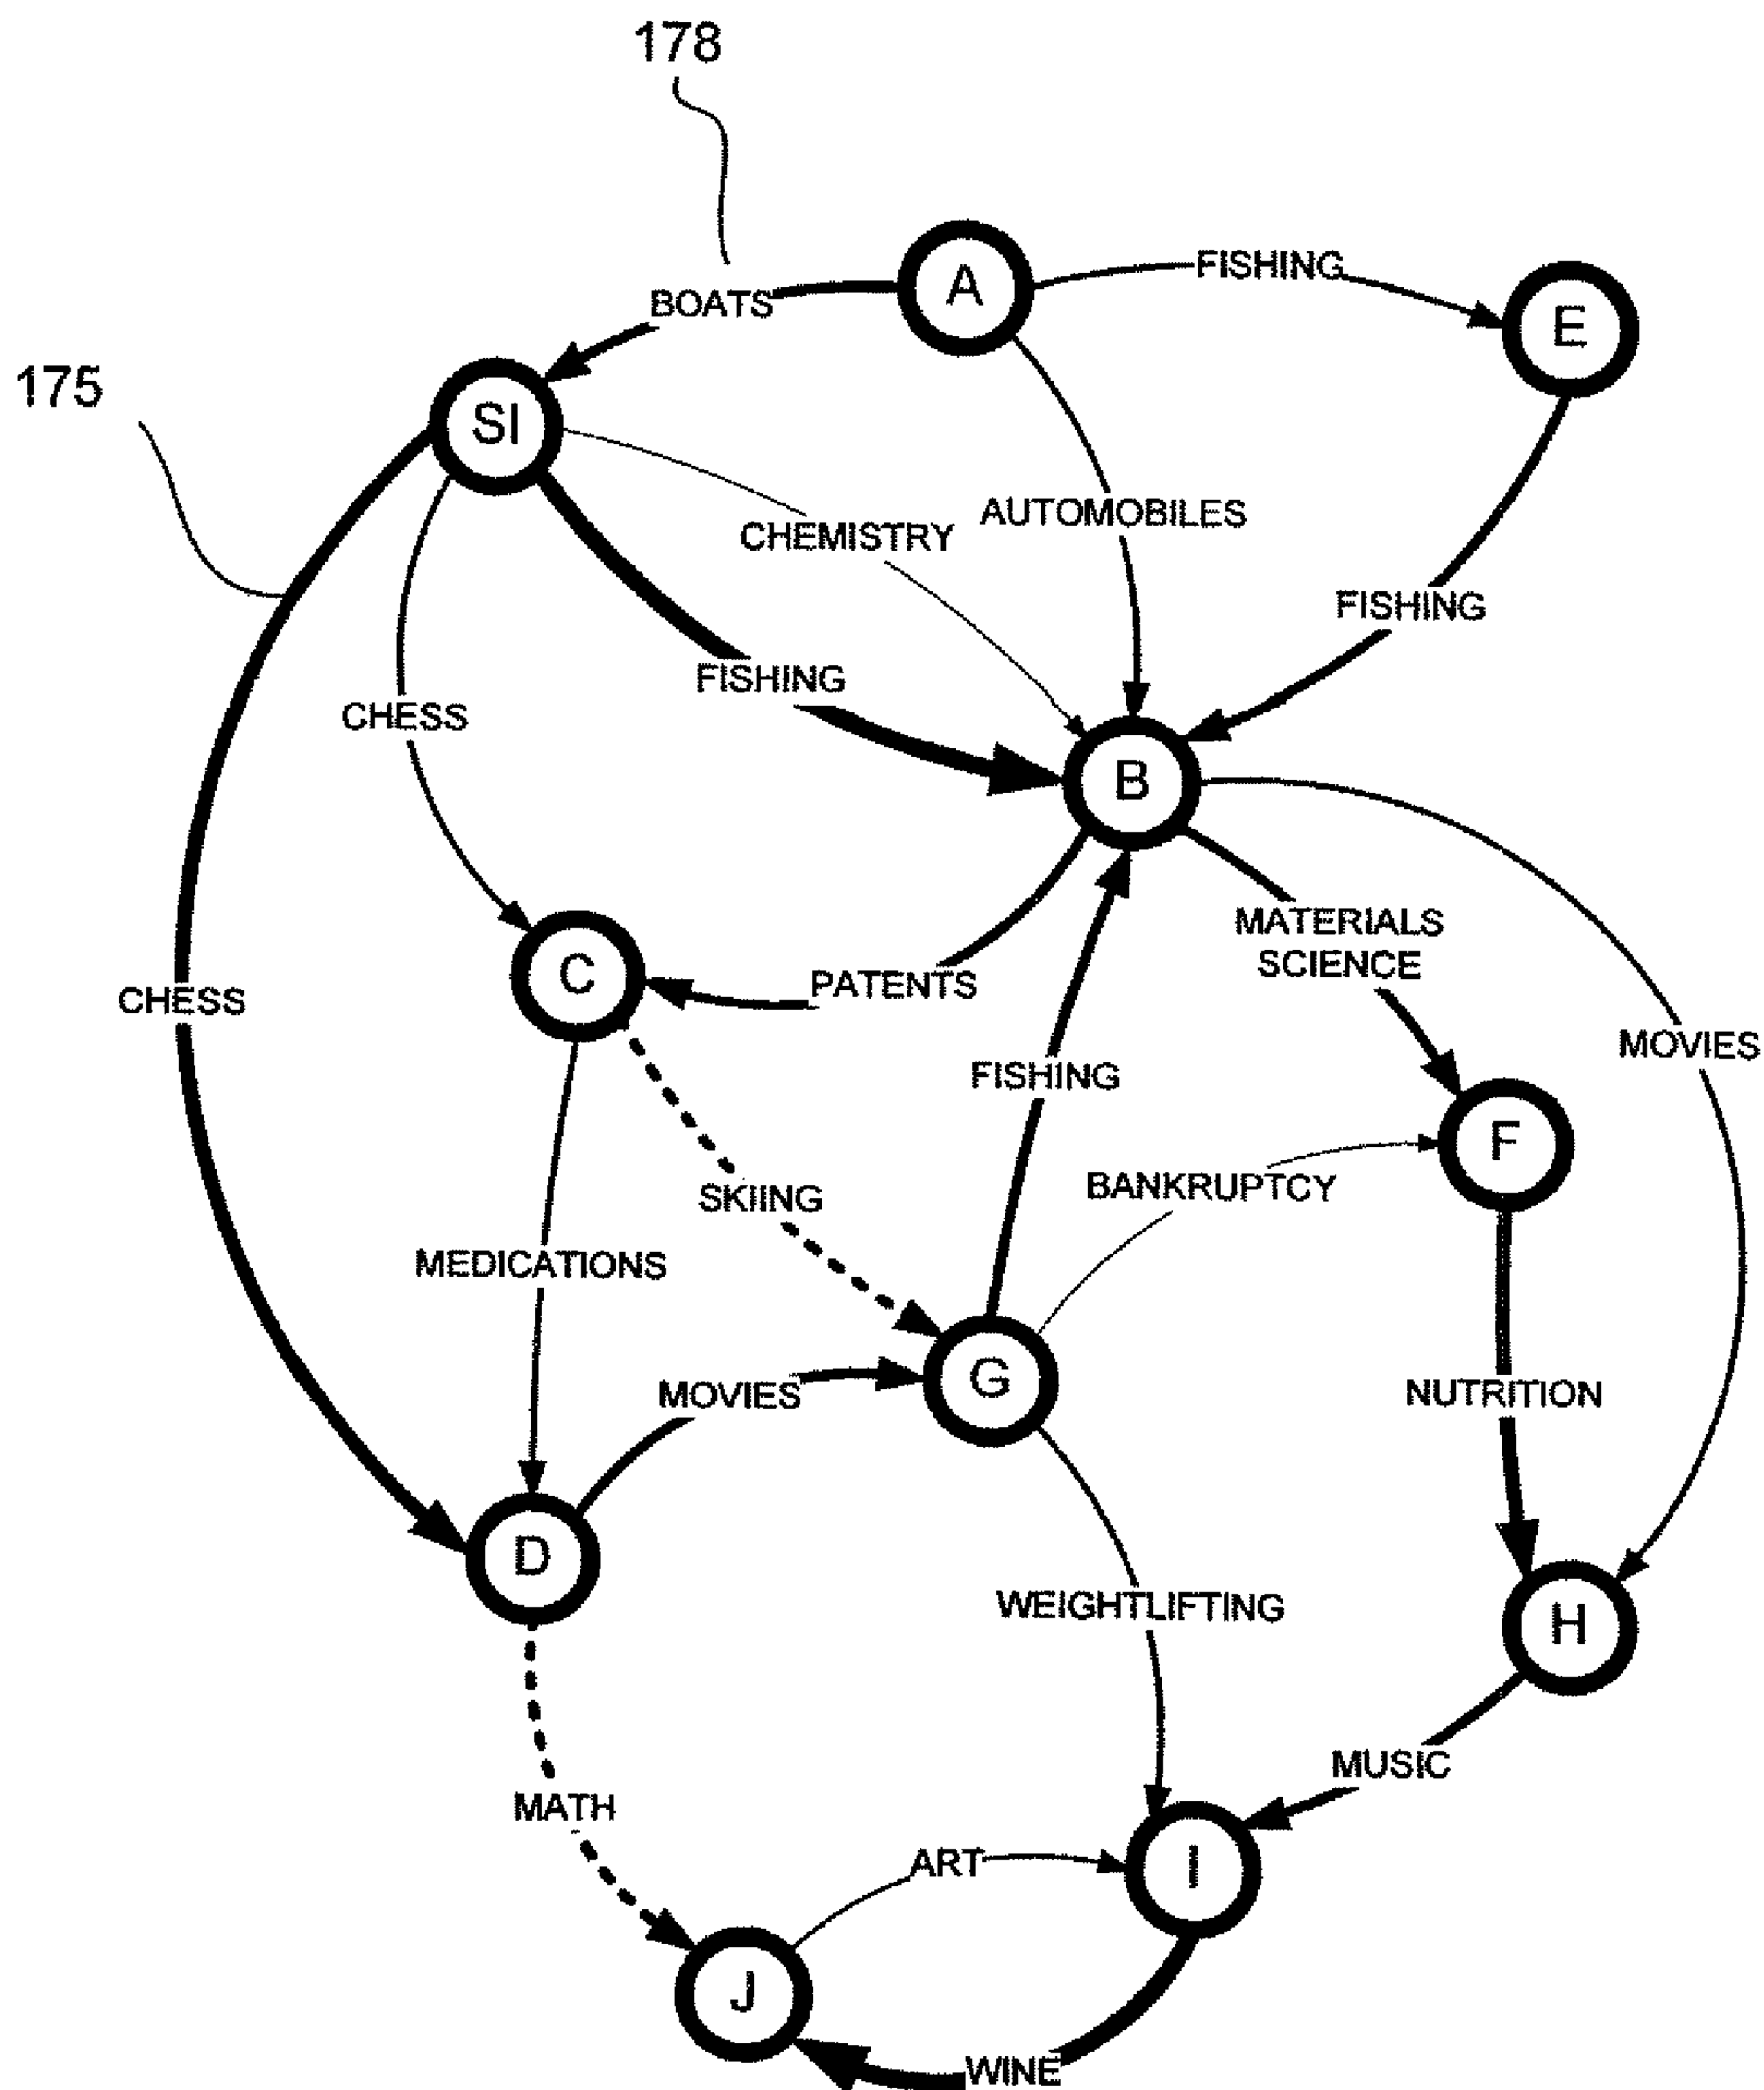 178
A
FISHING
BOATS
E
175
SI
AUTOMOBILES
CHEMISTRY
FISHING
FISHING
CHESS
B
MATERIALS
SCIENCE
C
PATENTS
CHESS
MOVIES
FISHING
F
BANKRUPTCY
SKIING
MEDICATIONS
G
MOVIES
NUTRITION
D
WEIGHTLIFTING
H
MUSIC
MATH
ART
I
J
WINE